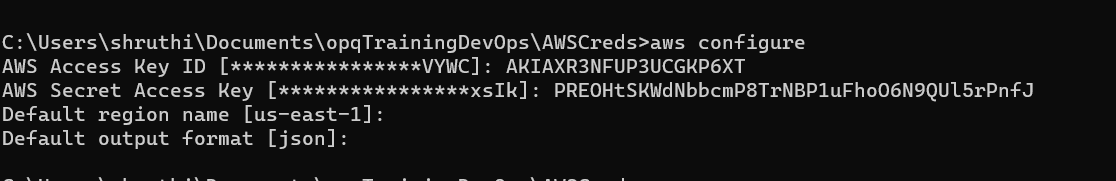 C:\Users\shruthi\Documents\opqTrainingDevOps\AWSCreds>aws configure
AWS Access Key ID [****************VYWC]: AKIAXR3NFUP3UCGKP6XT
AWS Secret Access Key [****************xsIk]: 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
Default region name [us-east-1]:
Default output format [json]: